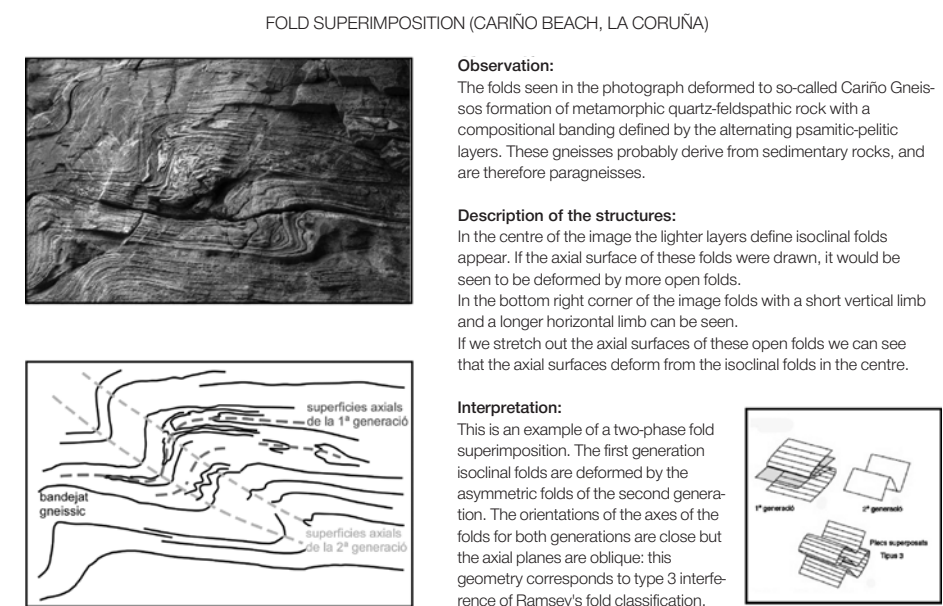 FOLD SUPERIMPOSITION (CARIÑO BEACH, LA CORUÑA)
Observation:
The folds seen in the photograph deformed to so-called Cariño Gneis-
sos formation of metamorphic quartz-feldspathic rock with a
compositional banding defined by the alternating psamitic-pelitic
layers. These gneisses probably derive from sedimentary rocks, and
are therefore paragneisses.
Description of the structures:
In the centre of the image the lighter layers define isoclinal folds
appear. If the axial surface of these folds were drawn, it would be
seen to be deformed by more open folds.
In the bottom right corner of the image folds with a short vertical limb
and a longer horizontal limb can be seen.
If we stretch out the axial surfaces of these open folds we can see
that the axial surfaces deform from the isoclinal folds in the centre.
Interpretation:
This is an example of a two-phase fold
superimposition. The first generation
isoclinal folds are deformed by the
asymmetric folds of the second genera-
tion. The orientations of the axes of the
folds for both generations are close but
the axial planes are oblique: this
geometry corresponds to type 3 interfe-
rence of Ramsey's fold classification.
superfícies axials
de la 1ª generació
bandejat
gneissic
superfícies axials
de la 2ª generació
1ª generació
2ª generació
Plecs superposats
Tipus 3